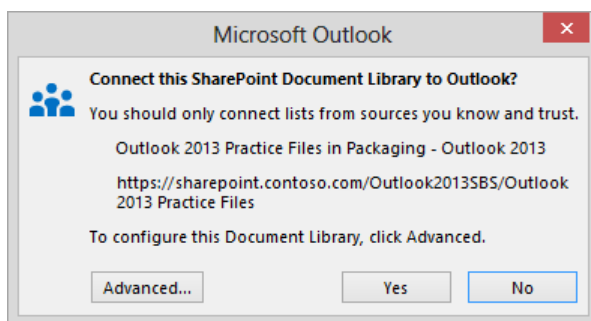 Microsoft Outlook
Connect this SharePoint Document Library to Outlook?
You should only connect lists from sources you know and trust.
Outlook 2013 Practice Files in Packaging - Outlook 2013
https://sharepoint.contoso.com/Outlook2013SBS/Outlook
2013 Practice Files
To configure this Document Library, click Advanced.
Advanced... Yes No